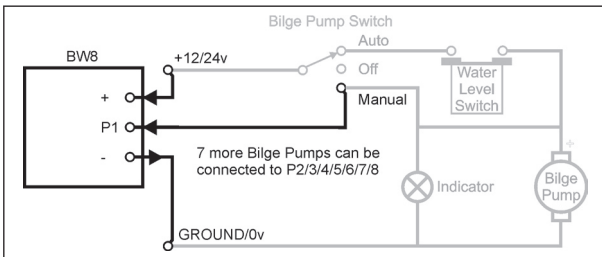 Bilge Pump Switch
Auto
BW8
+12/24v
Off
Water
Level
Switch
+
Manual
P1
+
7 more Bilge Pumps can be
connected to P2/3/4/5/6/7/8
-
Indicator
Bilge
Pump
GROUND/0v